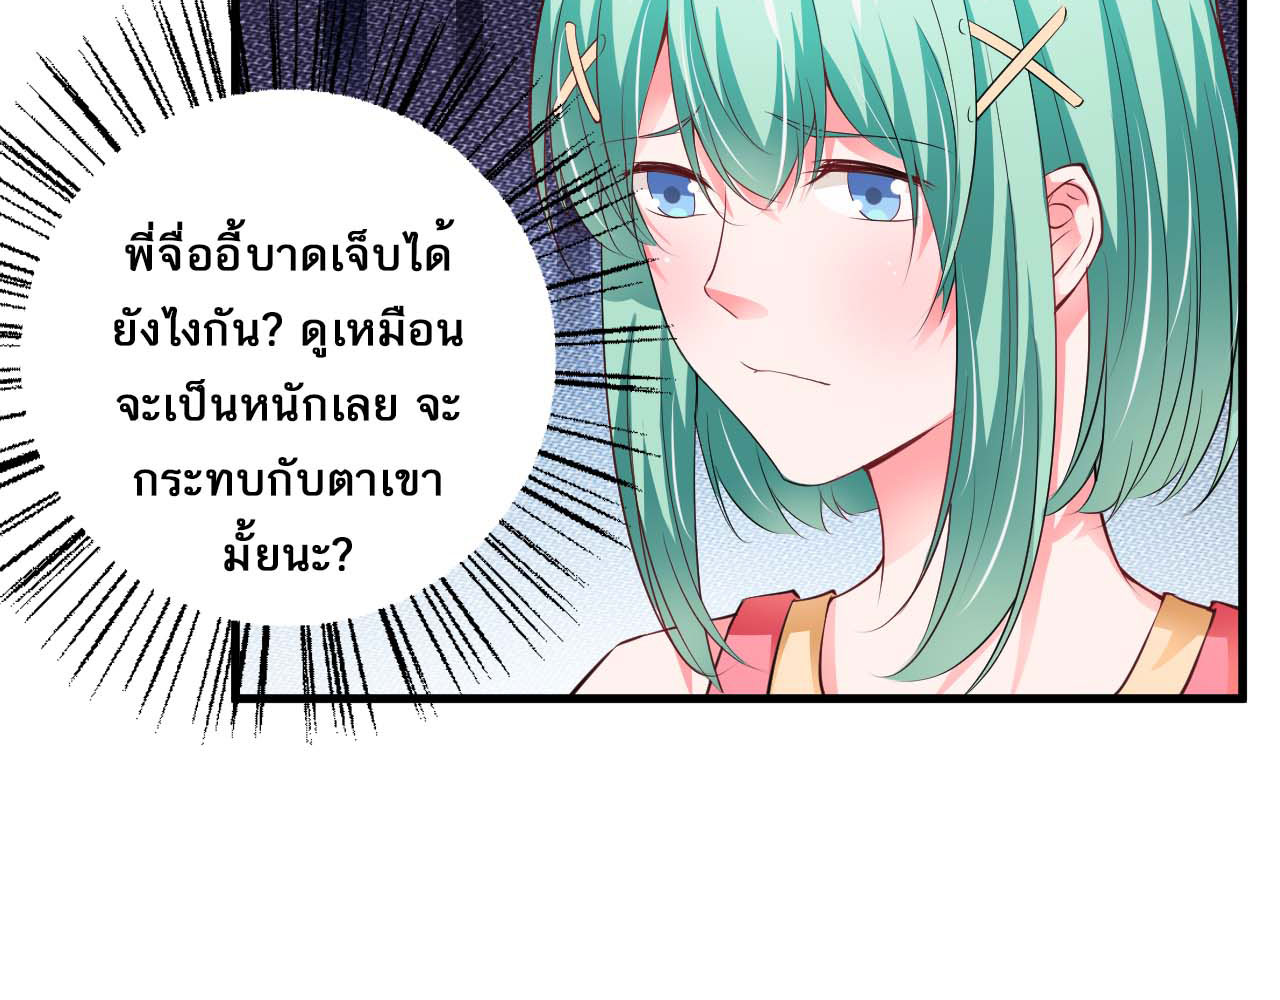 พี่จื่ออี้บาดเจ็บได้
ยังไงกัน? ดูเหมือน
จะเป็นหนักเลย จะ
กระทบกับตาเขา
มั้ยนะ?